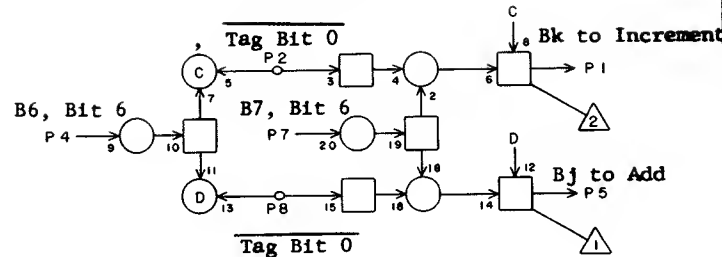 C
Tag Bit 0
Bk to Increment
P2
C
5
3
4
6
8
P1
7
2
2
B6, Bit 6
B7, Bit 6
P4
9
10
P7
20
19
11
18
D
12
Bj to Add
D
13
P8
15
18
14
P5
1
Tag Bit 0